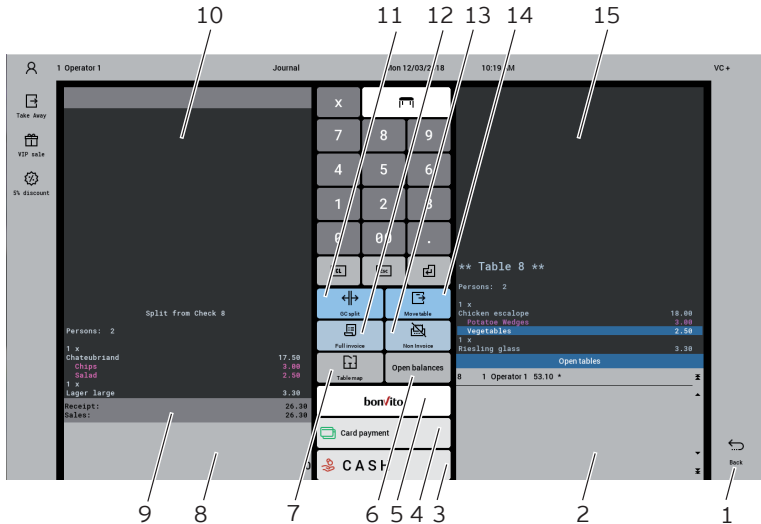 10 11 12 13 14 15
1 Operator 1 Journal Mon 12/03/2018 10:19 AM VC+
Take Away
VIP sale
5% discount
Split from Check 8
Persons: 2
1 x
Chateubriand 17.50
Chips 3.00
Salad 2.50
1 x
Lager large 3.30
Receipt: 26.30
Sales: 26.30
X
7 8 9
4 5 6
1 2 3
0 00 .
CL ESC
GC split Move table
Full invoice Non Invoice
Table map Open balances
bonVito
Card payment
CASH
** Table 8 **
Persons: 2
1 x
Chicken escalope 18.00
Potatoe Wedges 3.00
Vegetables 2.50
1 x
Riesling glass 3.30
Open tables
8 1 Operator 1 53.10 *
Back
9 8 7 6 5 4 3 2 1